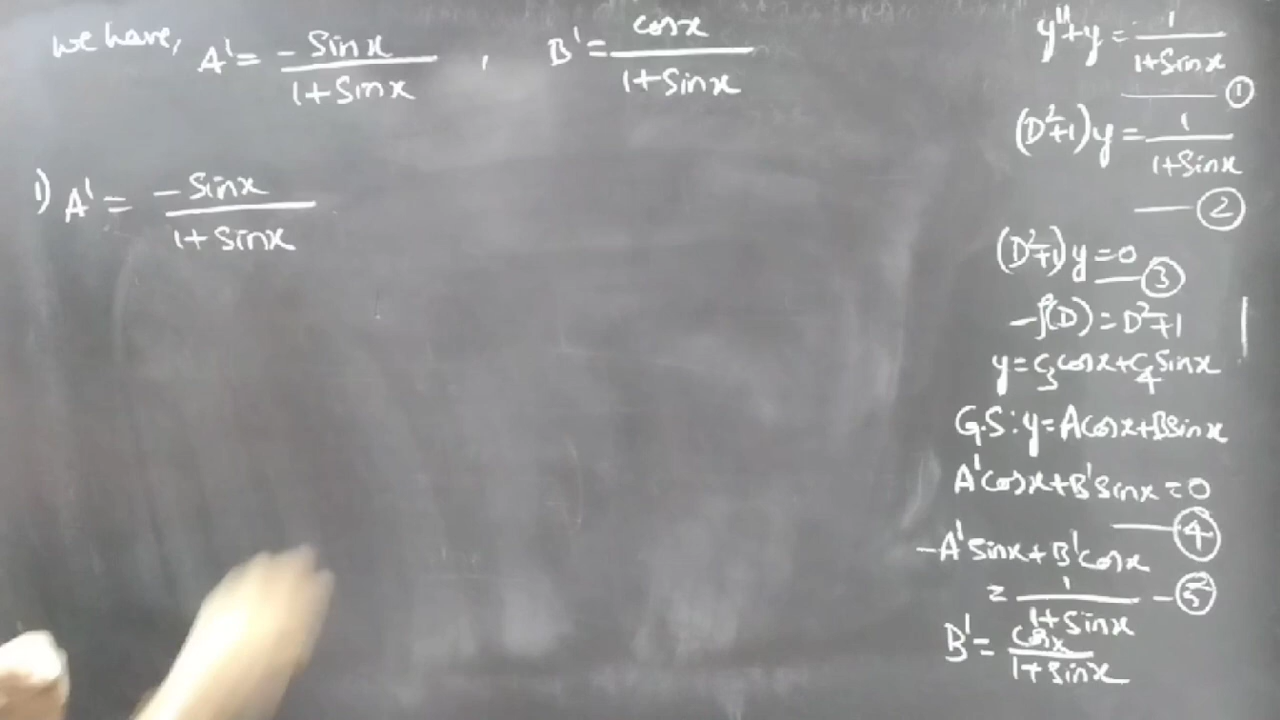 we have, A' = -Sinx / 1+Sinx , B' = cosx / 1+Sinx
1) A' = -Sinx / 1+Sinx
y''+y = 1 / 1+Sinx — ①
(D²+1)y = 1 / 1+Sinx — ②
(D²+1)y = 0 — ③
f(D) = D²+1
y = C₃cosx+C₄Sinx
G.S: y = Acosx+BSinx
A'cosx+B'Sinx = 0 — ④
-A'Sinx+B'cosx
= 1 / 1+Sinx — ⑤
B' = cosx / 1+Sinx